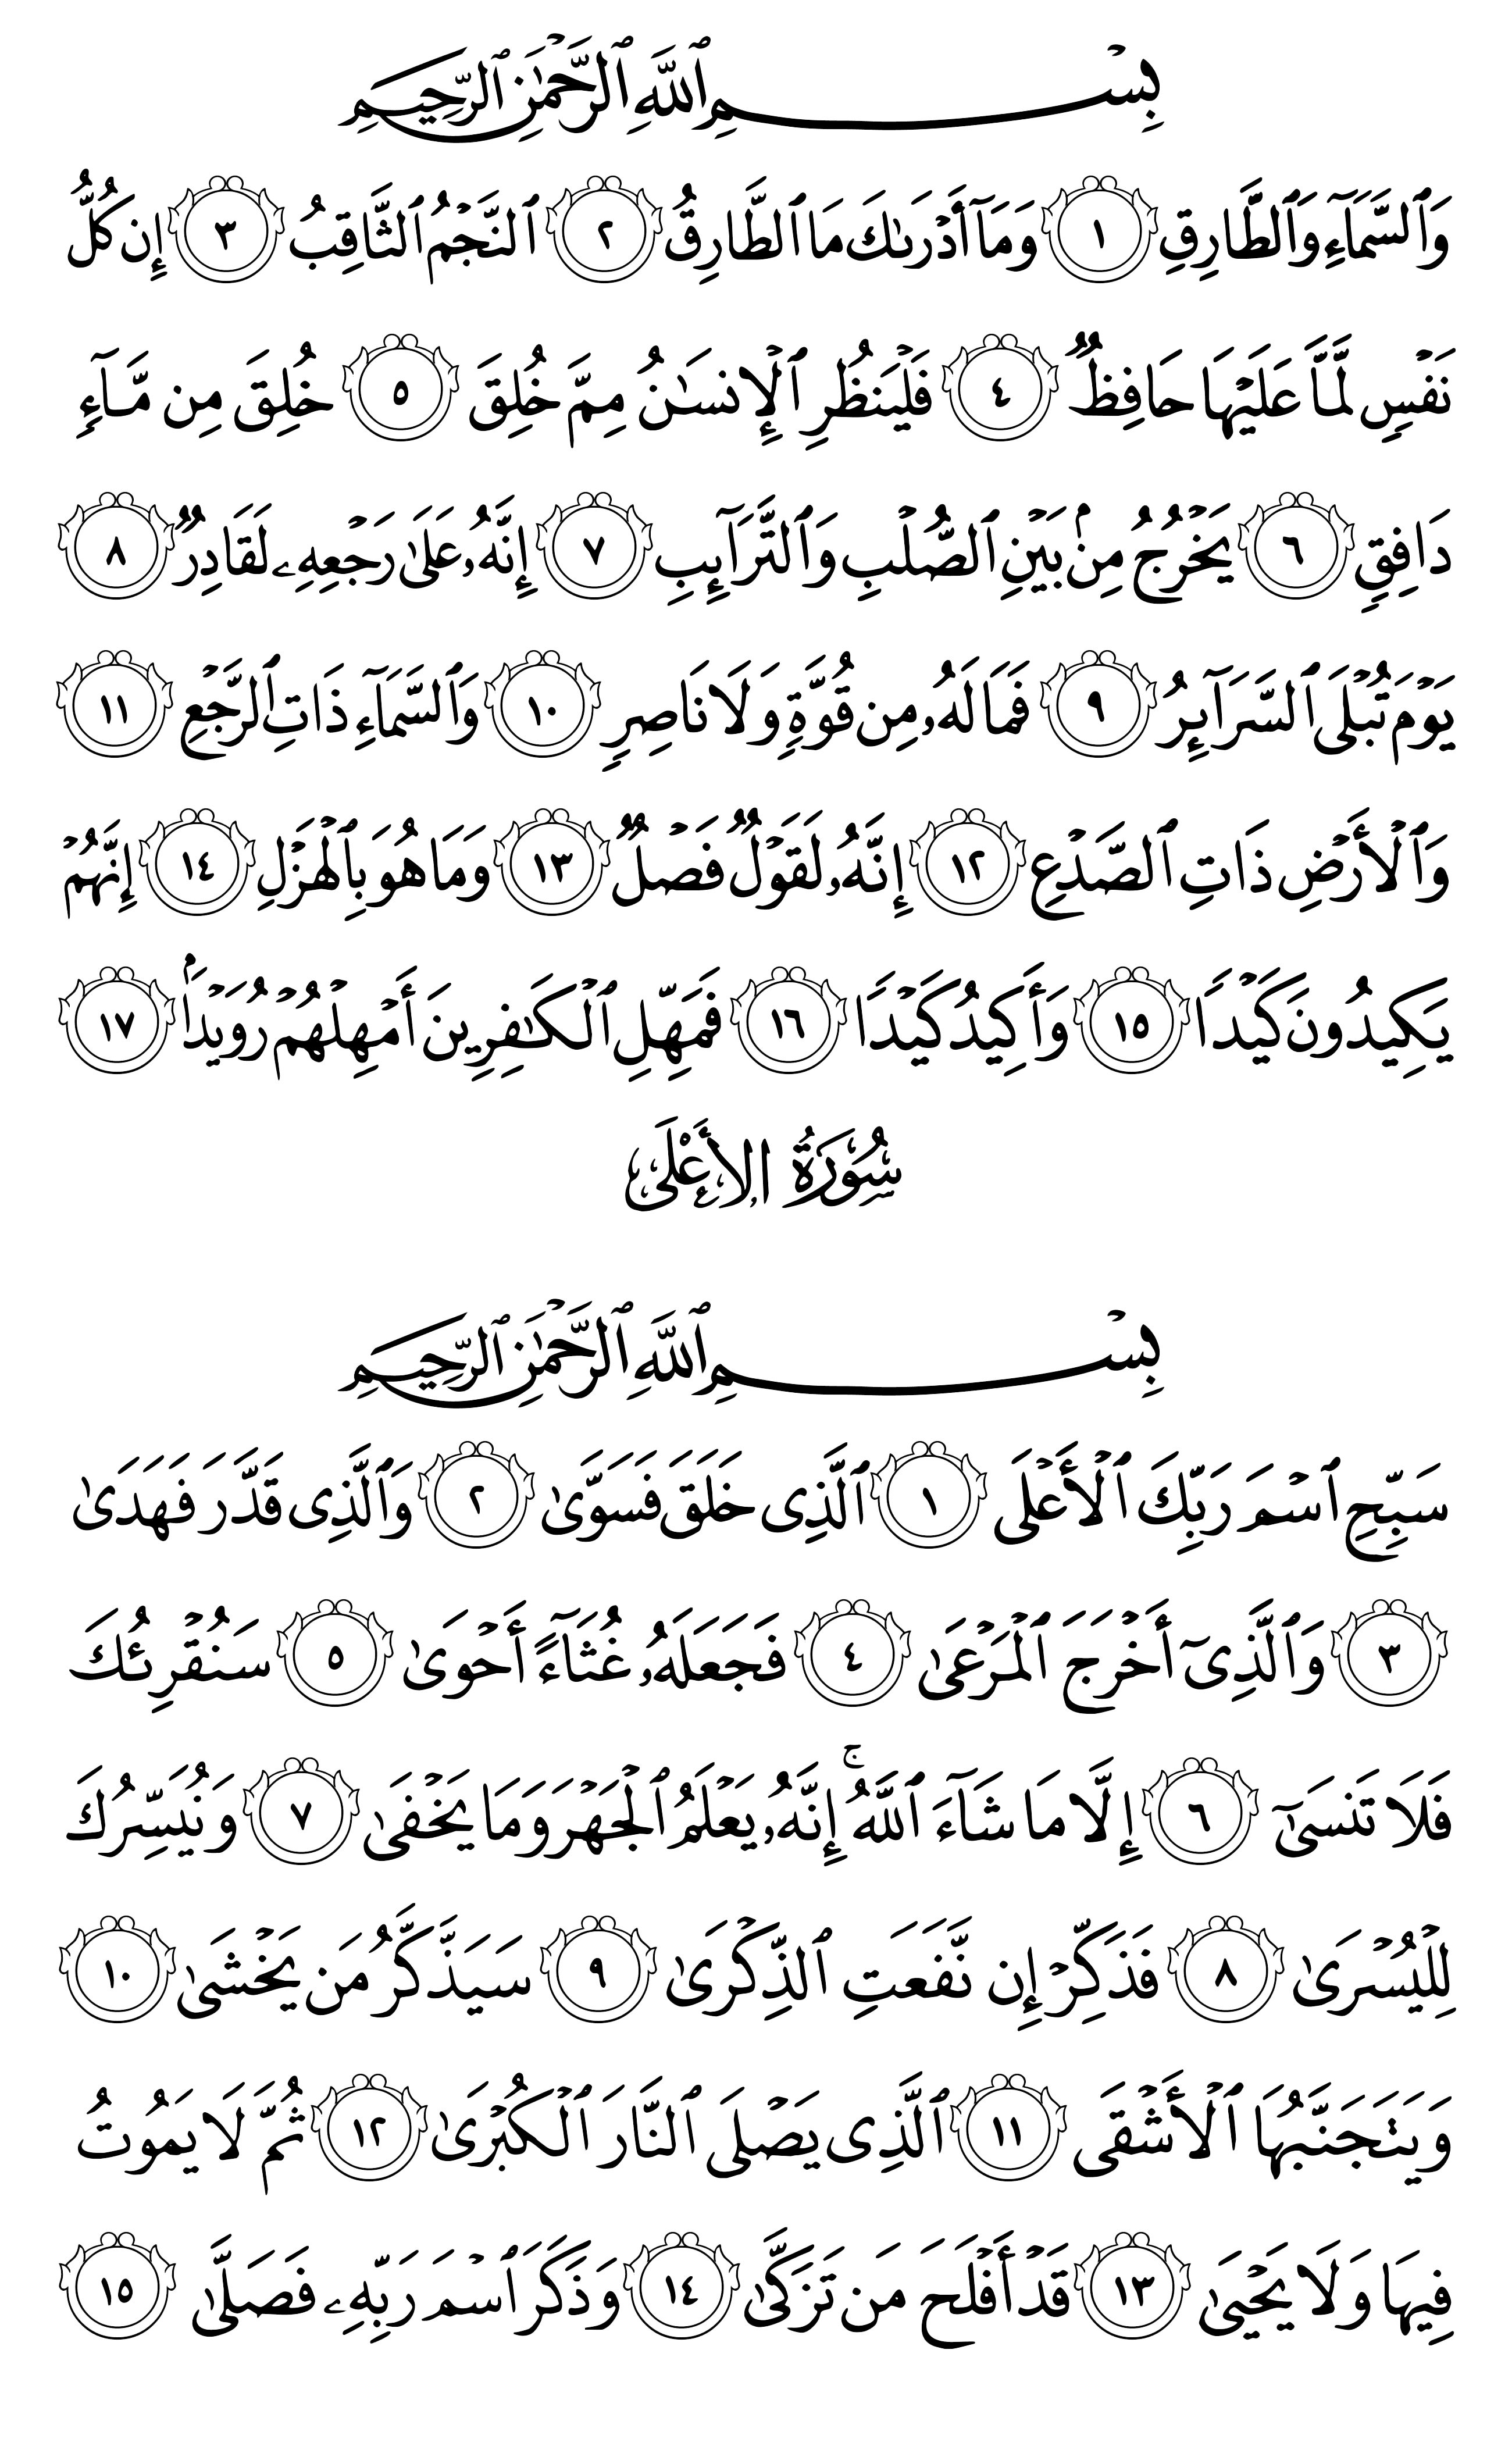 بِسۡمِ ٱللَّهِ ٱلرَّحۡمَٰنِ ٱلرَّحِيمِ
وَٱلسَّمَآءِ وَٱلطَّارِقِ ١ وَمَآ أَدۡرَىٰكَ مَا ٱلطَّارِقُ ٢ ٱلنَّجۡمُ ٱلثَّاقِبُ ٣ إِن كُلُّ
نَفۡسٖ لَّمَّا عَلَيۡهَا حَافِظٞ ٤ فَلۡيَنظُرِ ٱلۡإِنسَٰنُ مِمَّ خُلِقَ ٥ خُلِقَ مِن مَّآءٖ
دَافِقٖ ٦ يَخۡرُجُ مِنۢ بَيۡنِ ٱلصُّلۡبِ وَٱلتَّرَآئِبِ ٧ إِنَّهُۥ عَلَىٰ رَجۡعِهِۦ لَقَادِرٞ ٨
يَوۡمَ تُبۡلَى ٱلسَّرَآئِرُ ٩ فَمَا لَهُۥ مِن قُوَّةٖ وَلَا نَاصِرٖ ١٠ وَٱلسَّمَآءِ ذَاتِ ٱلرَّجۡعِ ١١
وَٱلۡأَرۡضِ ذَاتِ ٱلصَّدۡعِ ١٢ إِنَّهُۥ لَقَوۡلٞ فَصۡلٞ ١٣ وَمَا هُوَ بِٱلۡهَزۡلِ ١٤ إِنَّهُمۡ
يَكِيدُونَ كَيۡدٗا ١٥ وَأَكِيدُ كَيۡدٗا ١٦ فَمَهِّلِ ٱلۡكَٰفِرِينَ أَمۡهِلۡهُمۡ رُوَيۡدَۢا ١٧
سُورَةُ الأَعْلَى
بِسۡمِ ٱللَّهِ ٱلرَّحۡمَٰنِ ٱلرَّحِيمِ
سَبِّحِ ٱسۡمَ رَبِّكَ ٱلۡأَعۡلَى ١ ٱلَّذِي خَلَقَ فَسَوَّىٰ ٢ وَٱلَّذِي قَدَّرَ فَهَدَىٰ
٣ وَٱلَّذِيٓ أَخۡرَجَ ٱلۡمَرۡعَىٰ ٤ فَجَعَلَهُۥ غُثَآءً أَحۡوَىٰ ٥ سَنُقۡرِئُكَ
فَلَا تَنسَىٰٓ ٦ إِلَّا مَا شَآءَ ٱللَّهُۚ إِنَّهُۥ يَعۡلَمُ ٱلۡجَهۡرَ وَمَا يَخۡفَىٰ ٧ وَنُيَسِّرُكَ
لِلۡيُسۡرَىٰ ٨ فَذَكِّرۡ إِن نَّفَعَتِ ٱلذِّكۡرَىٰ ٩ سَيَذَّكَّرُ مَن يَخۡشَىٰ ١٠
وَيَتَجَنَّبُهَا ٱلۡأَشۡقَى ١١ ٱلَّذِي يَصۡلَى ٱلنَّارَ ٱلۡكُبۡرَىٰ ١٢ ثُمَّ لَا يَمُوتُ
فِيهَا وَلَا يَحۡيَىٰ ١٣ قَدۡ أَفۡلَحَ مَن تَزَكَّىٰ ١٤ وَذَكَرَ ٱسۡمَ رَبِّهِۦ فَصَلَّىٰ ١٥